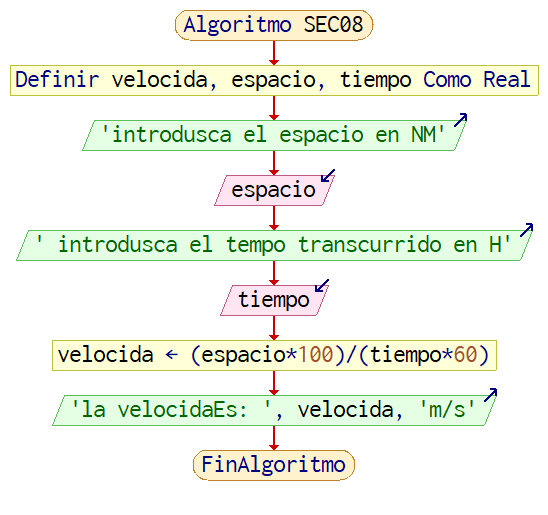 Algoritmo SEC08
Definir velocida, espacio, tiempo Como Real
'introdusca el espacio en NM'
espacio
' introdusca el tempo transcurrido en H'
tiempo
velocida ← (espacio*100)/(tiempo*60)
'la velocidaEs: ', velocida, 'm/s'
FinAlgoritmo